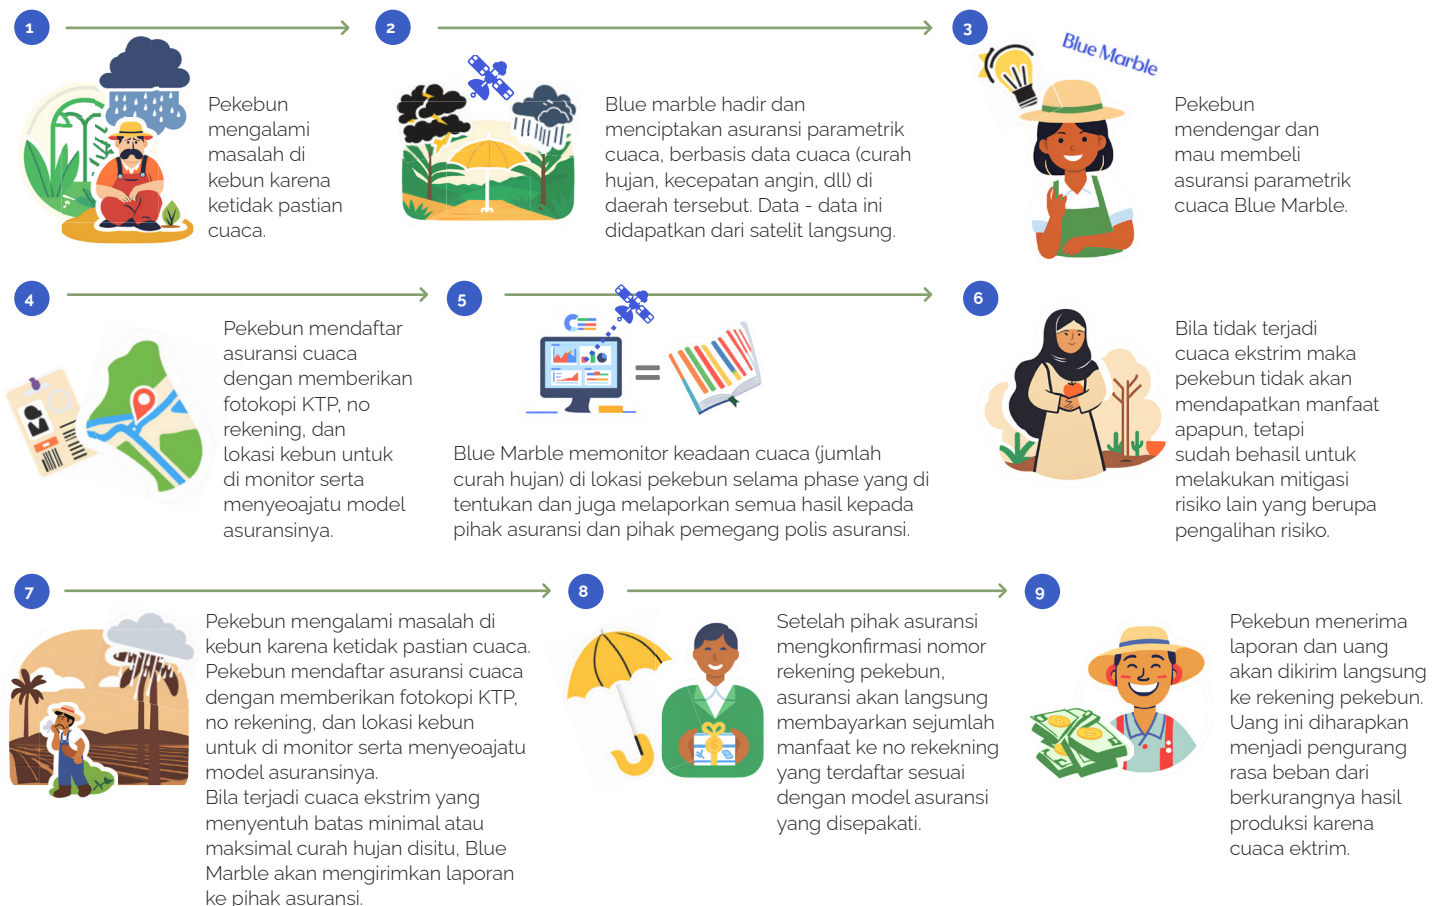 1
Pekebun
mengalami
masalah di
kebun karena
ketidak pastian
cuaca.
2
Blue marble hadir dan
menciptakan asuransi parametrik
cuaca, berbasis data cuaca (curah
hujan, kecepatan angin, dll) di
daerah tersebut. Data - data ini
didapatkan dari satelit langsung.
3
Blue Marble
Pekebun
mendengar dan
mau membeli
asuransi parametrik
cuaca Blue Marble.
4
Pekebun mendaftar
asuransi cuaca
dengan memberikan
fotokopi KTP, no
rekening, dan
lokasi kebun untuk
di monitor serta
menyeoajatu model
asuransinya.
5
Blue Marble memonitor keadaan cuaca (jumlah
curah hujan) di lokasi pekebun selama phase yang di
tentukan dan juga melaporkan semua hasil kepada
pihak asuransi dan pihak pemegang polis asuransi.
6
Bila tidak terjadi
cuaca ekstrim maka
pekebun tidak akan
mendapatkan manfaat
apapun, tetapi
sudah behasil untuk
melakukan mitigasi
risiko lain yang berupa
pengalihan risiko.
7
Pekebun mengalami masalah di
kebun karena ketidak pastian cuaca.
Pekebun mendaftar asuransi cuaca
dengan memberikan fotokopi KTP,
no rekening, dan lokasi kebun
untuk di monitor serta menyeoajatu
model asuransinya.
Bila terjadi cuaca ekstrim yang
menyentuh batas minimal atau
maksimal curah hujan disitu, Blue
Marble akan mengirimkan laporan
ke pihak asuransi.
8
Setelah pihak asuransi
mengkonfirmasi nomor
rekening pekebun,
asuransi akan langsung
membayarkan sejumlah
manfaat ke no rekekning
yang terdaftar sesuai
dengan model asuransi
yang disepakati.
9
Pekebun menerima
laporan dan uang
akan dikirim langsung
ke rekening pekebun.
Uang ini diharapkan
menjadi pengurang
rasa beban dari
berkurangnya hasil
produksi karena
cuaca ektrim.